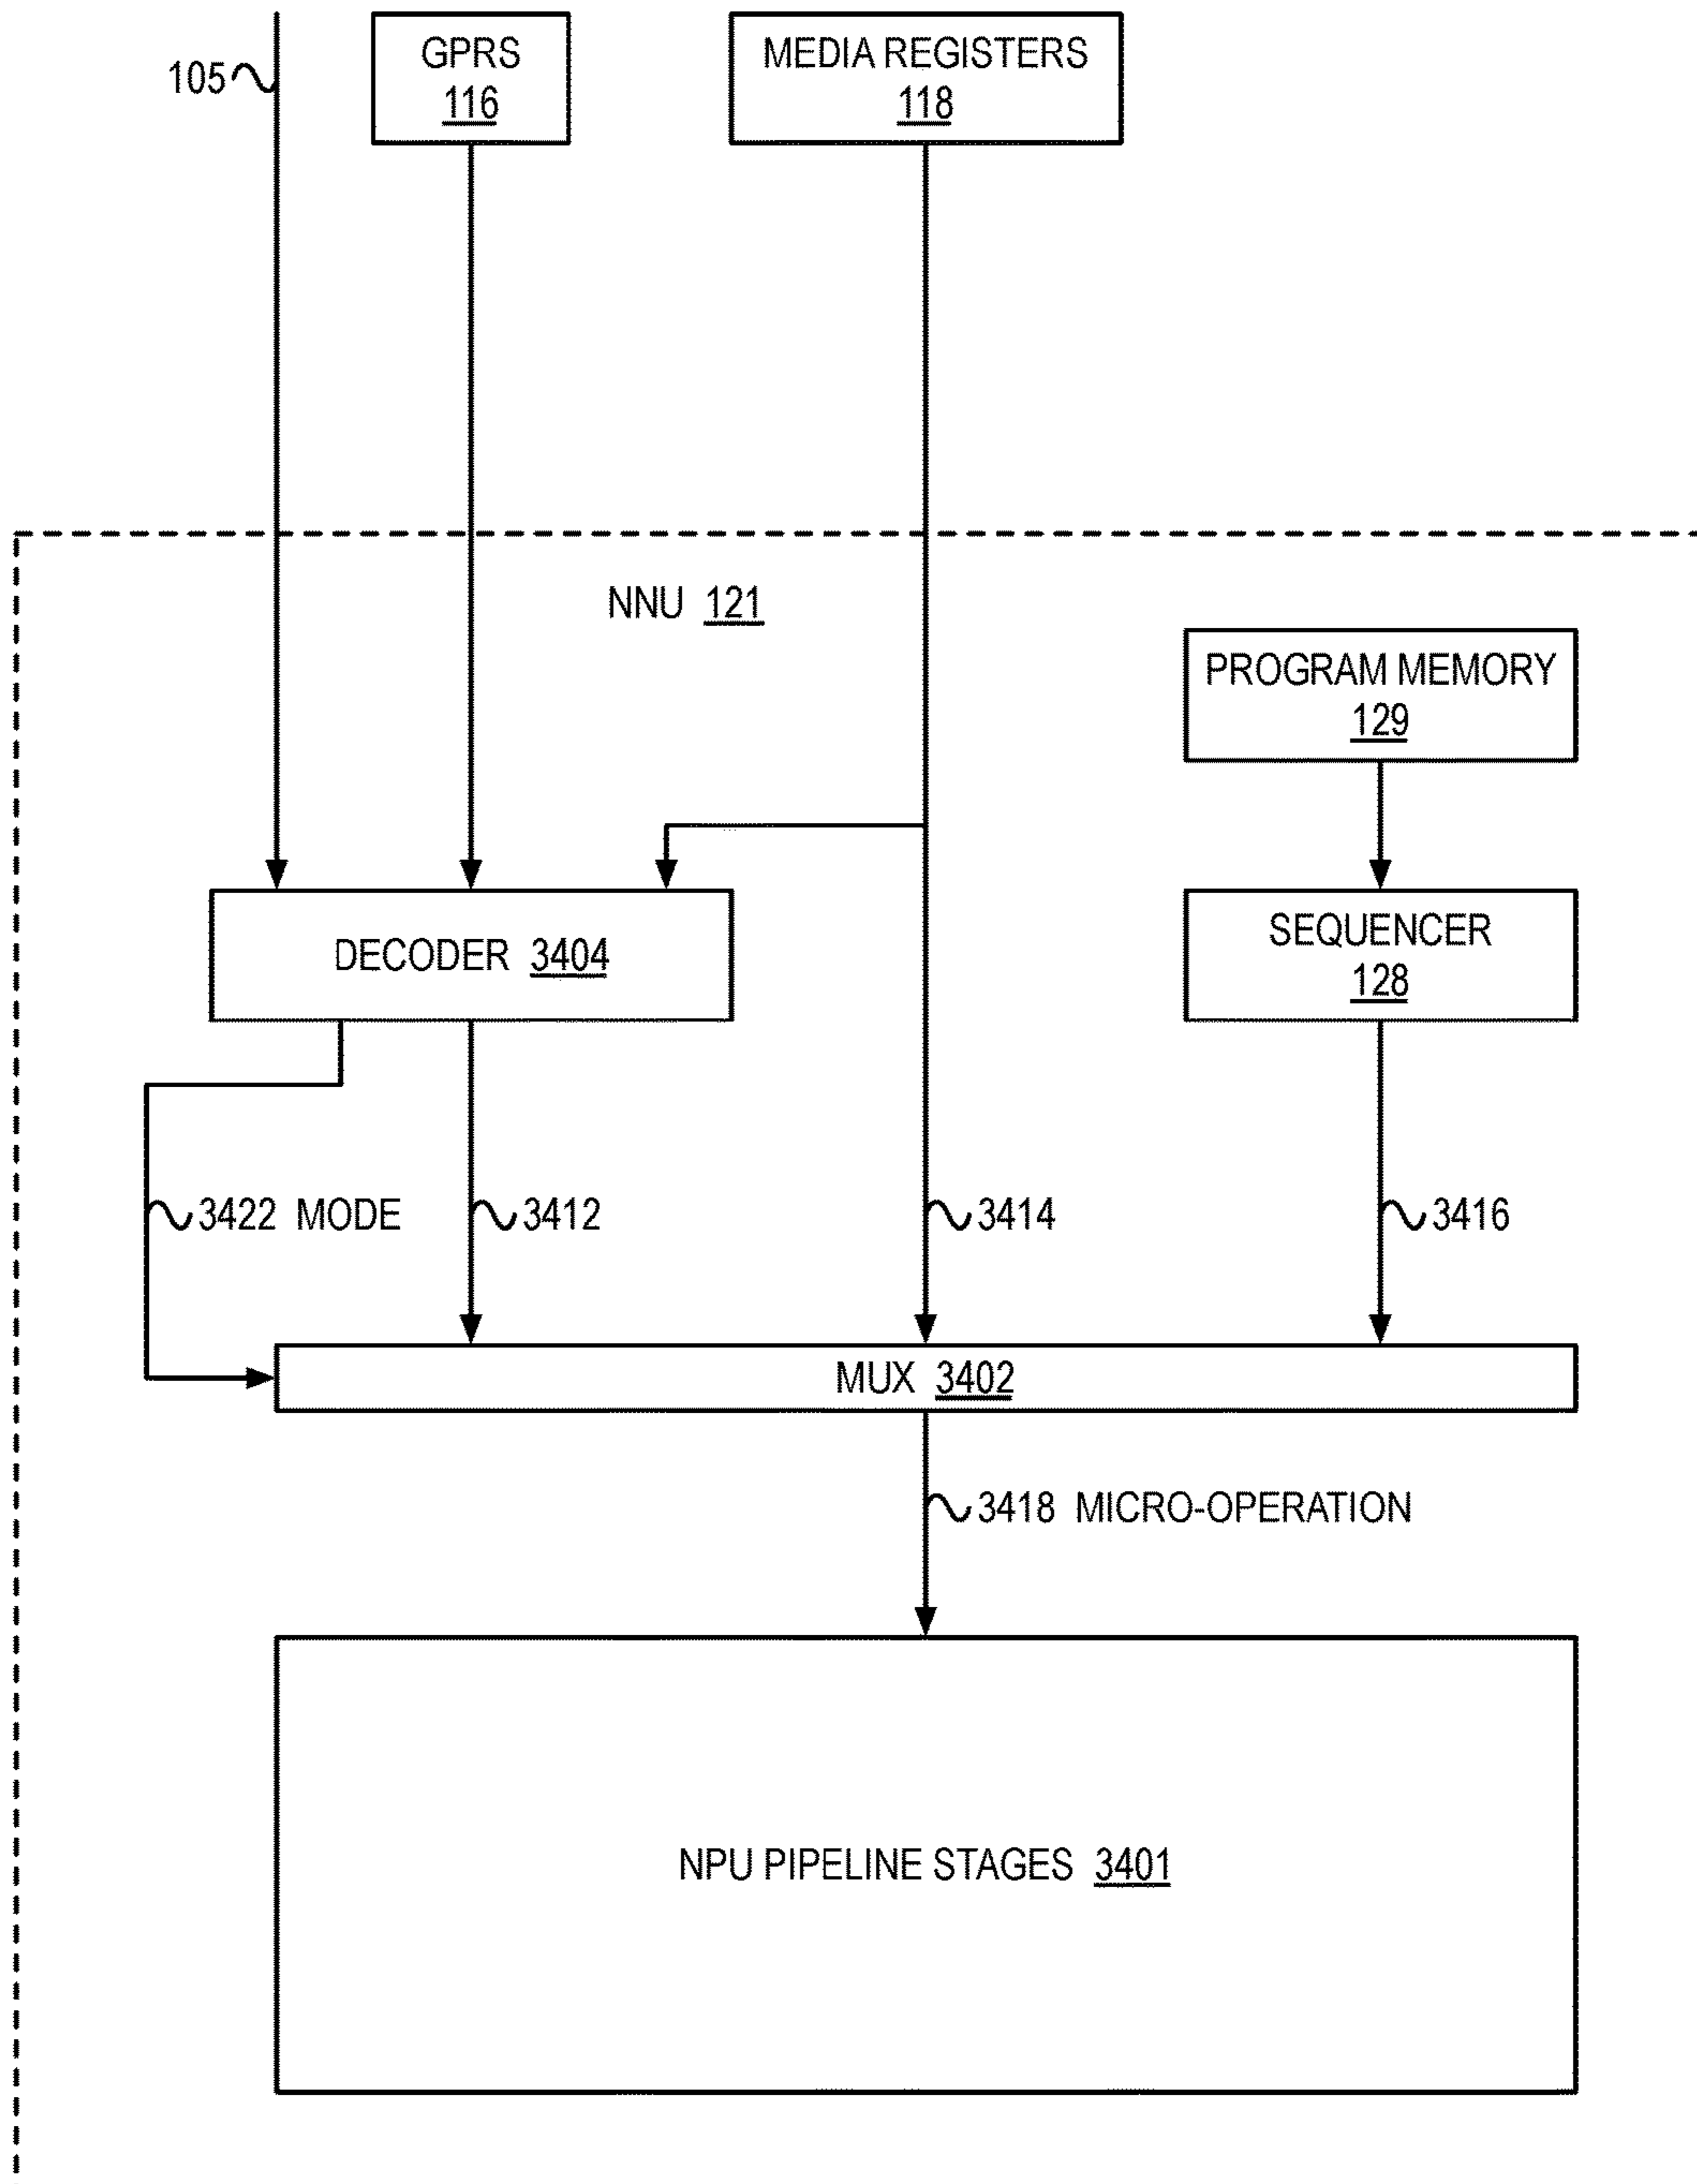 105
GPRS
116
MEDIA REGISTERS
118
NNU 121
PROGRAM MEMORY
129
DECODER 3404
SEQUENCER
128
3422 MODE
3412
3414
3416
MUX 3402
3418 MICRO-OPERATION
NPU PIPELINE STAGES 3401